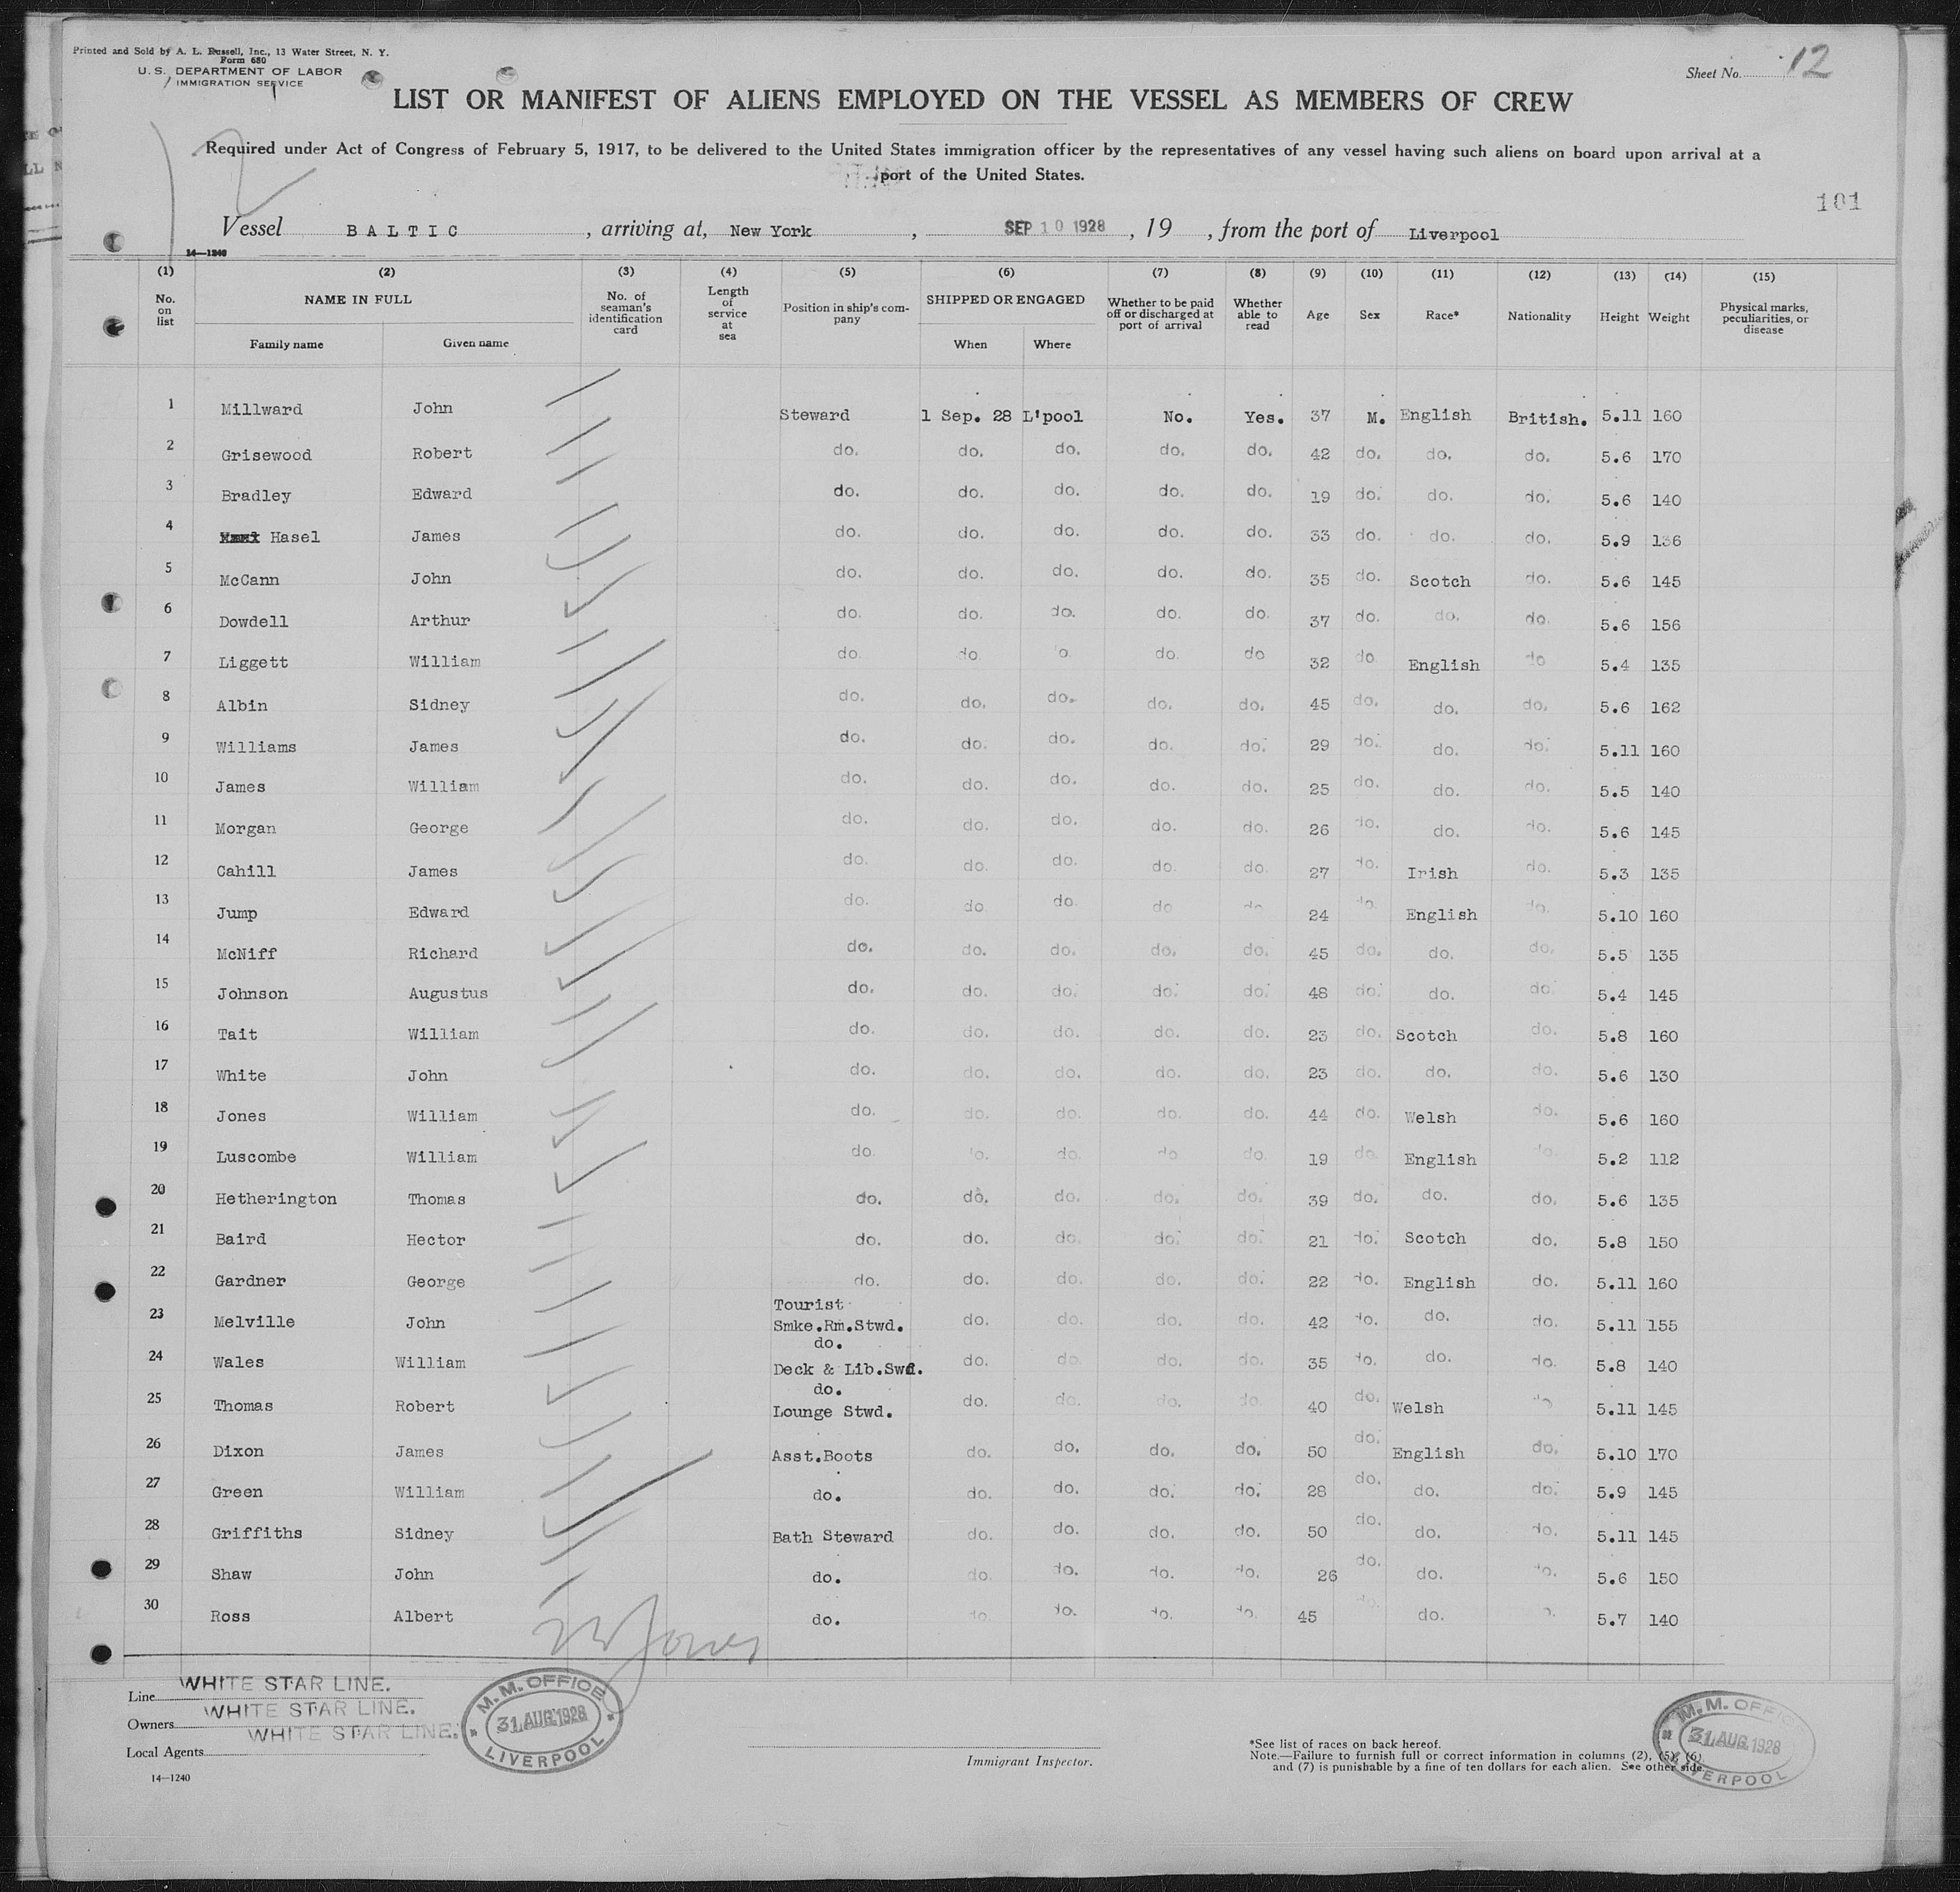 Printed and Sold by A. L. Russell, Inc., 13 Water Street, N. Y.
Form 680
U. S. DEPARTMENT OF LABOR
IMMIGRATION SERVICE
Sheet No. 12
LIST OR MANIFEST OF ALIENS EMPLOYED ON THE VESSEL AS MEMBERS OF CREW
Required under Act of Congress of February 5, 1917, to be delivered to the United States immigration officer by the representatives of any vessel having such aliens on board upon arrival at a
port of the United States.
101
Vessel BALTIC, arriving at, New York, SEP 10 1928, 19 , from the port of Liverpool
14—1240
(1) (2) (3) (4) (5) (6) (7) (8) (9) (10) (11) (12) (13) (14) (15)
No. on list NAME IN FULL Family name Given name No. of seaman's identification card Length of service at sea Position in ship's company SHIPPED OR ENGAGED When Where Whether to be paid off or discharged at port of arrival Whether able to read Age Sex Race* Nationality Height Weight Physical marks, peculiarities, or disease
1 Millward John Steward 1 Sep. 28 L'pool No. Yes. 37 M. English British. 5.11 160
2 Grisewood Robert do. do. do. do. do. 42 do. do. do. 5.6 170
3 Bradley Edward do. do. do. do. do. 19 do. do. do. 5.6 140
4 Hasel James do. do. do. do. do. 33 do. do. do. 5.9 136
5 McCann John do. do. do. do. do. 35 do. Scotch do. 5.6 145
6 Dowdell Arthur do. do. do. do. do. 37 do. do. do. 5.6 156
7 Liggett William do. do. do. do. do 32 do English do 5.4 135
8 Albin Sidney do. do. do. do. do. 45 do. do. do. 5.6 162
9 Williams James do. do. do. do. do. 29 do. do. do. 5.11 160
10 James William do. do. do. do. do. 25 do. do. do. 5.5 140
11 Morgan George do. do. do. do. do. 26 do. do. do. 5.6 145
12 Cahill James do. do. do. do. do. 27 do. Irish do. 5.3 135
13 Jump Edward do. do. do. do do 24 do. English do. 5.10 160
14 McNiff Richard do. do. do. do. do. 45 do. do. do. 5.5 135
15 Johnson Augustus do. do. do. do. do. 48 do. do. do. 5.4 145
16 Tait William do. do. do. do. do. 23 do. Scotch do. 5.8 160
17 White John do. do. do. do. do. 23 do. do. do. 5.6 130
18 Jones William do. do. do. do. do. 44 do. Welsh do. 5.6 160
19 Luscombe William do. do. do. do do. 19 do. English do. 5.2 112
20 Hetherington Thomas do. do. do. do. do. 39 do. do. do. 5.6 135
21 Baird Hector do. do. do. do. do. 21 do. Scotch do. 5.8 150
22 Gardner George do. do. do. do. do. 22 do. English do. 5.11 160
23 Melville John Tourist Smke.Rm.Stwd. do. do. do. do. 42 do. do. do. 5.11 155
24 Wales William do. Deck & Lib.Swd. do. do. do. do. 35 do. do. do. 5.8 140
25 Thomas Robert do. Lounge Stwd. do. do. do. do. 40 do. Welsh do 5.11 145
26 Dixon James Asst.Boots do. do. do. do. 50 do. English do. 5.10 170
27 Green William do. do. do. do. do. 28 do. do. do. 5.9 145
28 Griffiths Sidney Bath Steward do. do. do. do. 50 do. do. do. 5.11 145
29 Shaw John do. do. do. do. do. 26 do. do. do. 5.6 150
30 Ross Albert do. do. do. do. do. 45 do. do. 5.7 140
Jones
Line WHITE STAR LINE.
Owners WHITE STAR LINE.
Local Agents WHITE STAR LINE.
14—1240
M. M. OFFICE
31 AUG 1928
LIVERPOOL
Immigrant Inspector.
*See list of races on back hereof.
Note.—Failure to furnish full or correct information in columns (2), (5), (6),
and (7) is punishable by a fine of ten dollars for each alien. See other side.
M. M. OFFICE
31 AUG 1928
LIVERPOOL